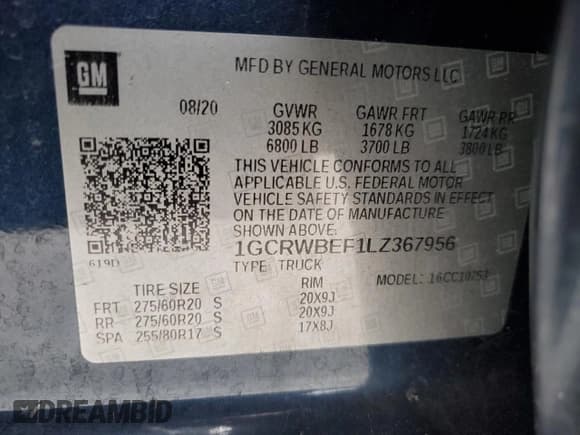 GM
MFD BY GENERAL MOTORS LLC
08/20 GVWR GAWR FRT GAWR RR
3085 KG 1678 KG 1724 KG
6800 LB 3700 LB 3800 LB
THIS VEHICLE CONFORMS TO ALL
APPLICABLE U.S. FEDERAL MOTOR
VEHICLE SAFETY STANDARDS IN EFFECT
ON THE DATE OF MANUFACTURE
SHOWN ABOVE.
1GCRWBEF1LZ367956
619D TYPE: TRUCK
MODEL: 16CC10753
TIRE SIZE RIM
FRT 275/60R20 S 20X9J
RR 275/60R20 S 20X9J
SPA 255/80R17 S 17X8J
DREAMBID